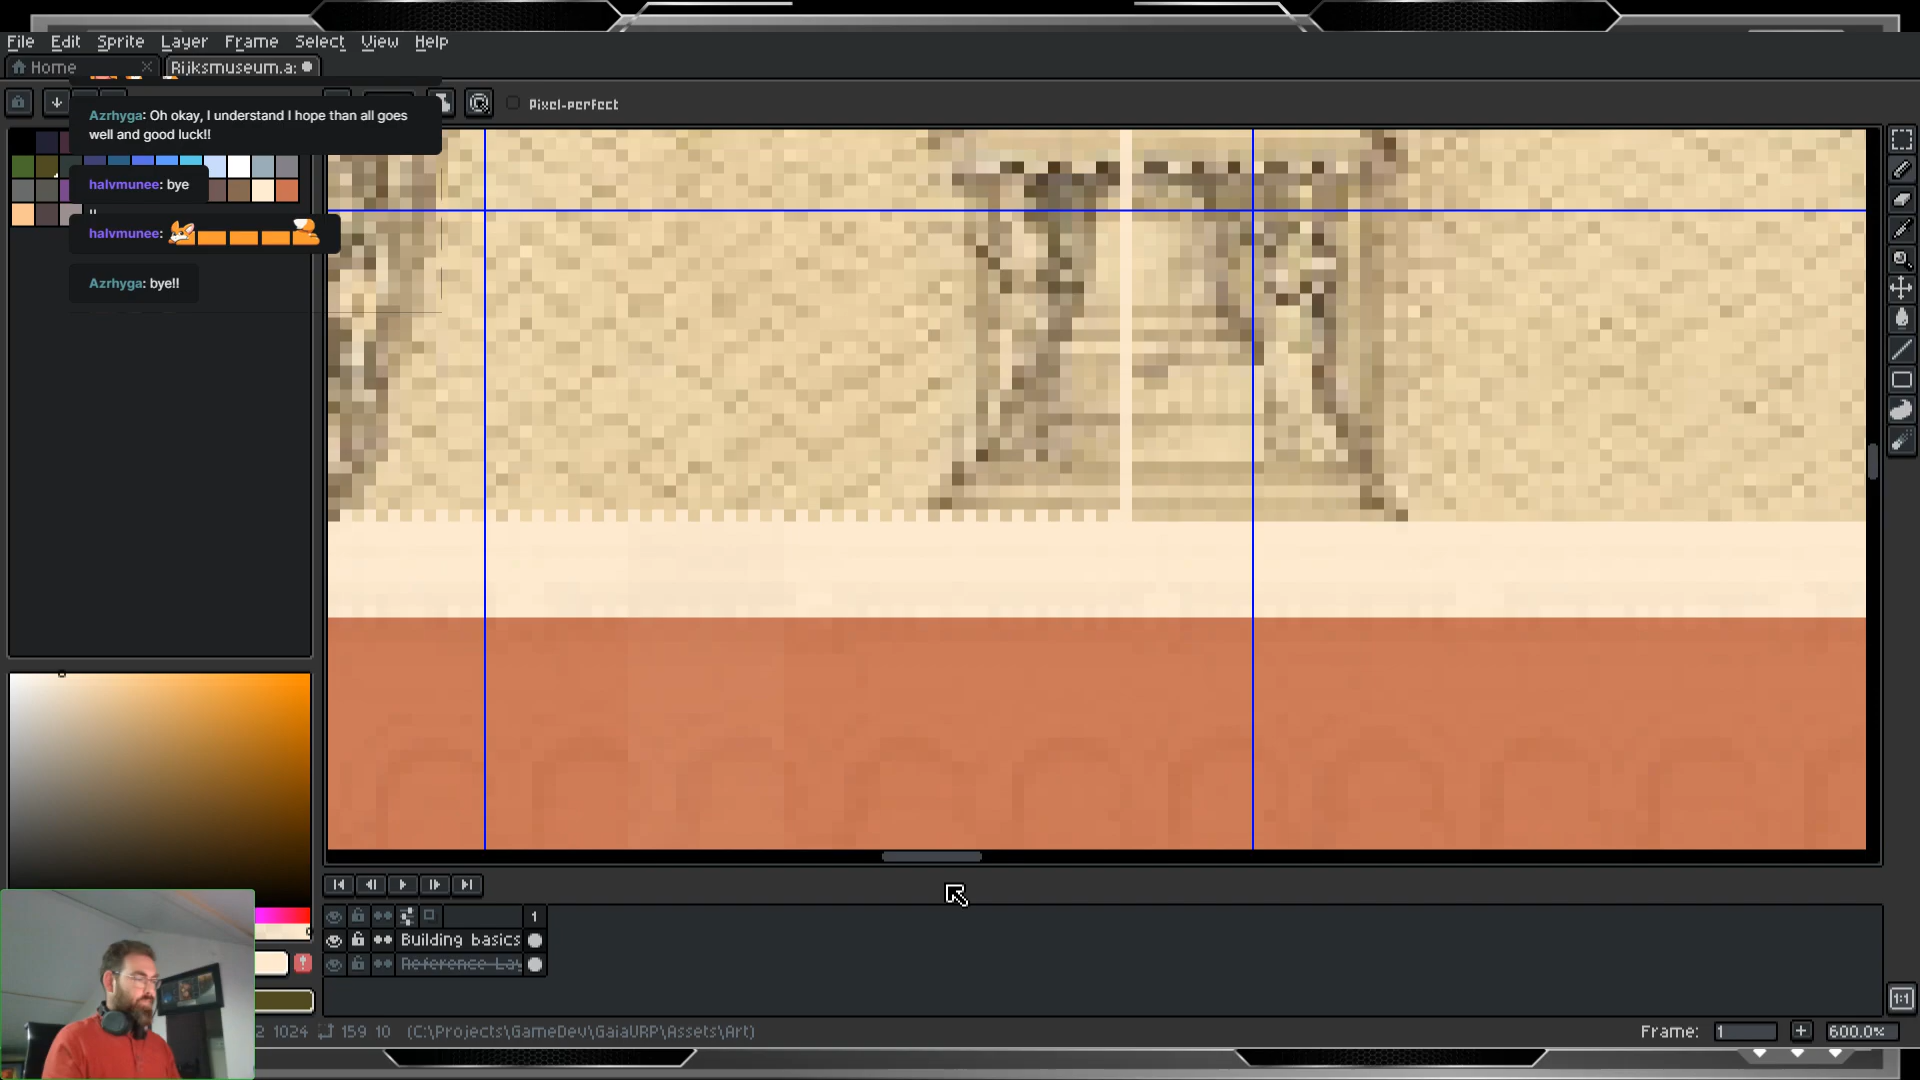 File Edit Sprite Layer Frame Select View Help
Home Rijksmuseum.a:
Pixel-perfect
Azrhyga: Oh okay, I understand I hope than all goes
well and good luck!!
halvmunee: bye
halvmunee:
Azrhyga: bye!!
1
Building basics
Reference Lay
1024 159 10 (C:\Projects\GameDev\GaiaURP\Assets\Art)
Frame: 1 + 600.0%
1:1